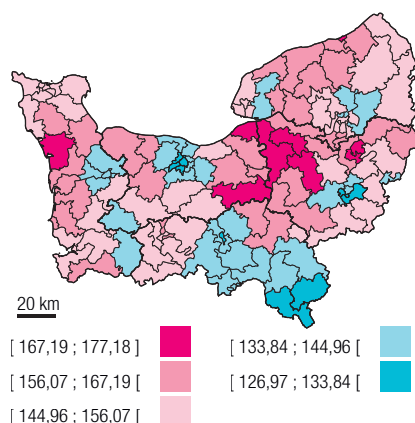 20 km
[ 167,19 ; 177,18 ]
[ 156,07 ; 167,19 [
[ 144,96 ; 156,07 [
[ 133,84 ; 144,96 [
[ 126,97 ; 133,84 [